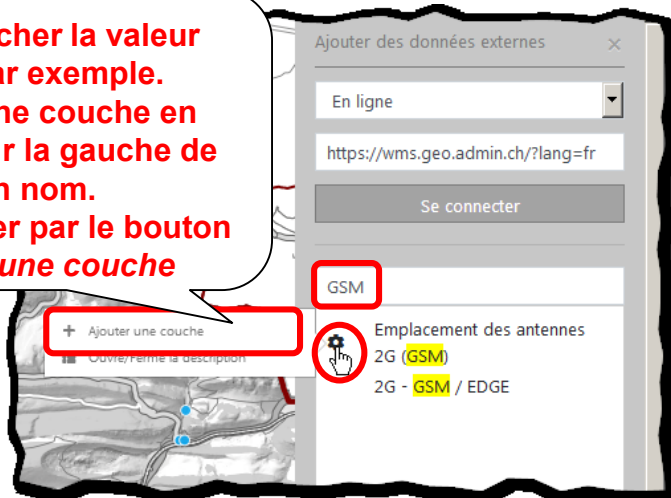 cher la valeur
ar exemple.
ne couche en
r la gauche de
n nom.
er par le bouton
une couche
Ajouter des données externes ×
En ligne
https://wms.geo.admin.ch/?lang=fr
Se connecter
GSM
+ Ajouter une couche
Ouvre/Ferme la description
Emplacement des antennes
2G (GSM)
2G - GSM / EDGE